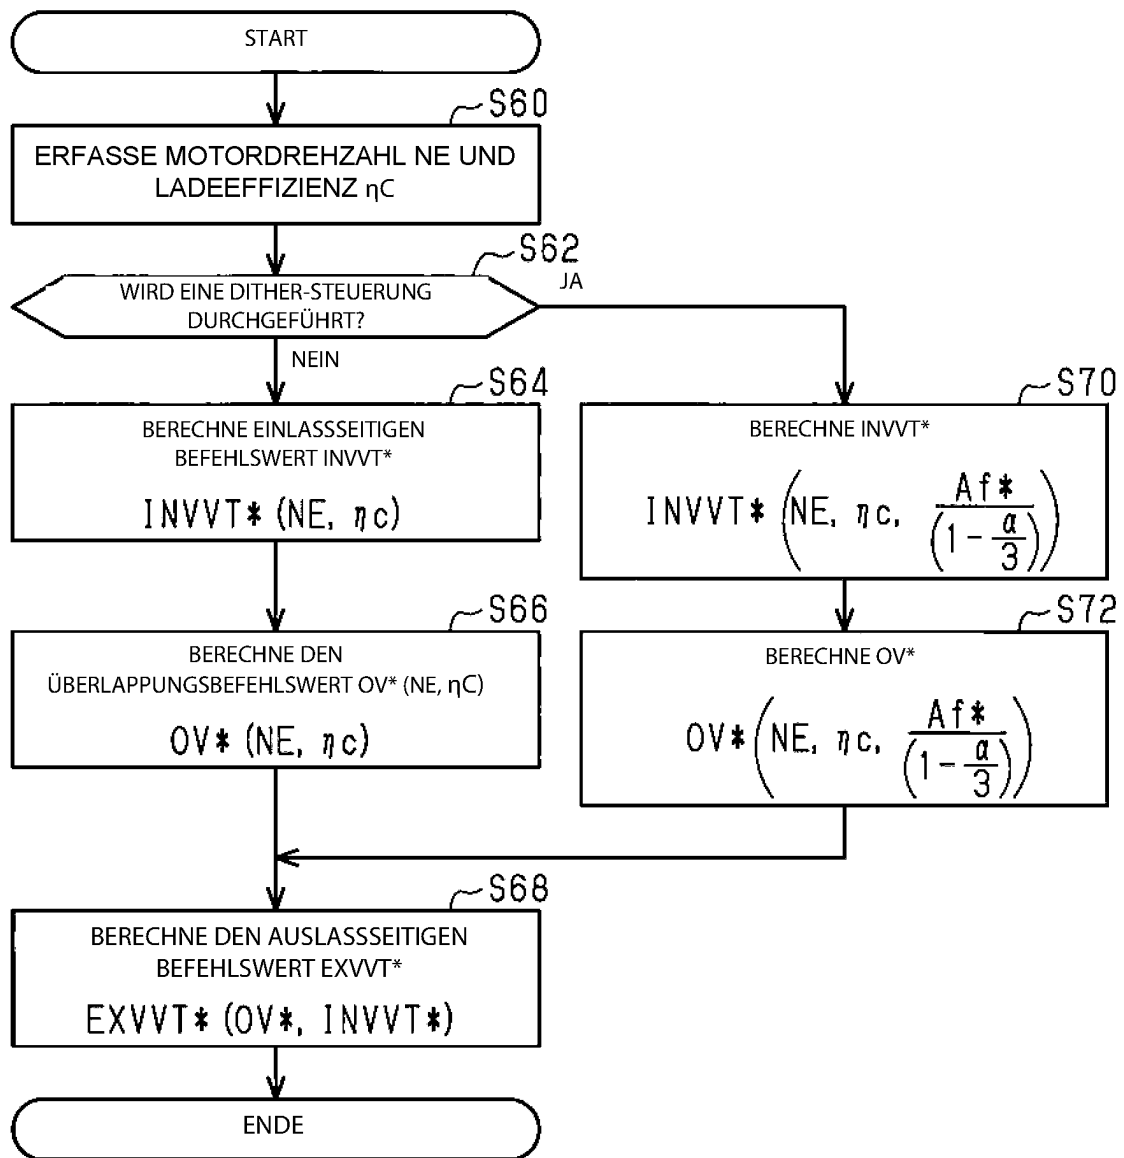 START
S60
ERFASSE MOTORDREHZAHL NE UND
LADEEFFIZIENZ ηC
S62
WIRD EINE DITHER-STEUERUNG
DURCHGEFÜHRT?
JA
NEIN
S64
BERECHNE EINLASSSEITIGEN
BEFEHLSWERT INVVT*
INVVT* (NE, ηc)
S70
BERECHNE INVVT*
INVVT* (NE, ηc, Af* / (1 - α/3))
S66
BERECHNE DEN
ÜBERLAPPUNGSBEFEHLSWERT OV* (NE, ηC)
OV* (NE, ηc)
S72
BERECHNE OV*
OV* (NE, ηc, Af* / (1 - α/3))
S68
BERECHNE DEN AUSLASSSEITIGEN
BEFEHLSWERT EXVVT*
EXVVT* (OV*, INVVT*)
ENDE